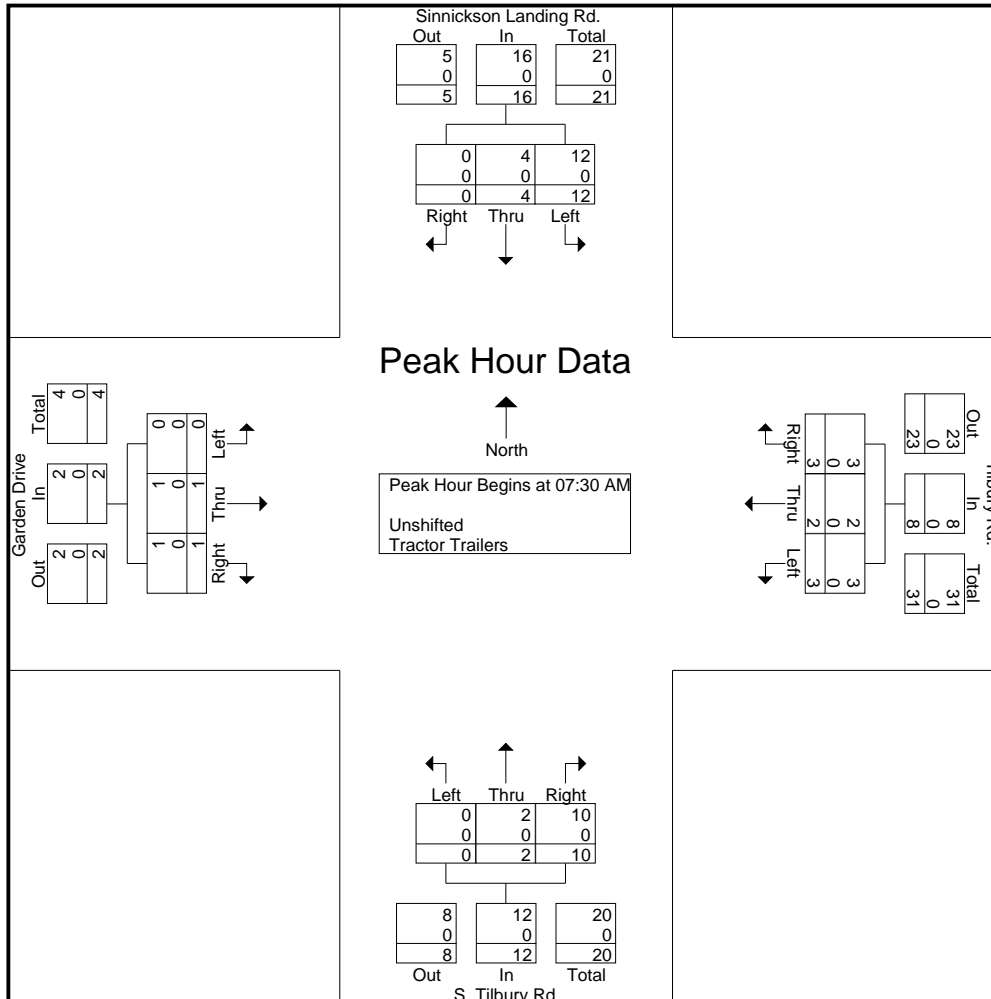 Sinnickson Landing Rd.
Out In Total
5 16 21
0 0 0
5 16 21
0 4 12
0 0 0
0 4 12
Right Thru Left
Peak Hour Data
North
Peak Hour Begins at 07:30 AM
Unshifted
Tractor Trailers
Garden Drive
Out In Total
2 2 4
0 0 0
2 2 4
Right Thru Left
1 1 0
0 0 0
1 1 0
Tilbury Rd.
Out In Total
23 8 31
0 0 0
23 8 31
Right Thru Left
3 2 3
0 0 0
3 2 3
Left Thru Right
0 2 10
0 0 0
0 2 10
8 12 20
0 0 0
8 12 20
Out In Total
S. Tilbury Rd